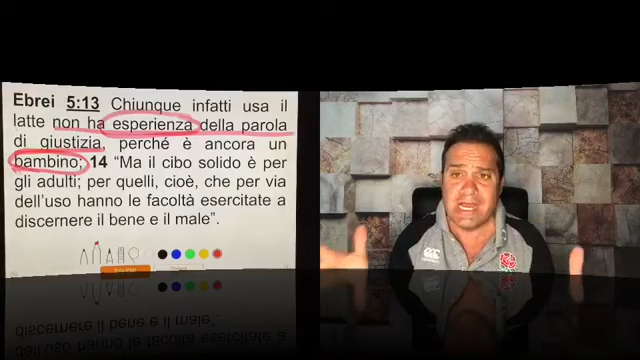 Ebrei 5:13 Chiunque infatti usa il
latte non ha esperienza della parola
di giustizia, perché è ancora un
bambino; 14 “Ma il cibo solido è per
gli adulti; per quelli, cioè, che per via
dell’uso hanno le facoltà esercitate a
discernere il bene e il male”.